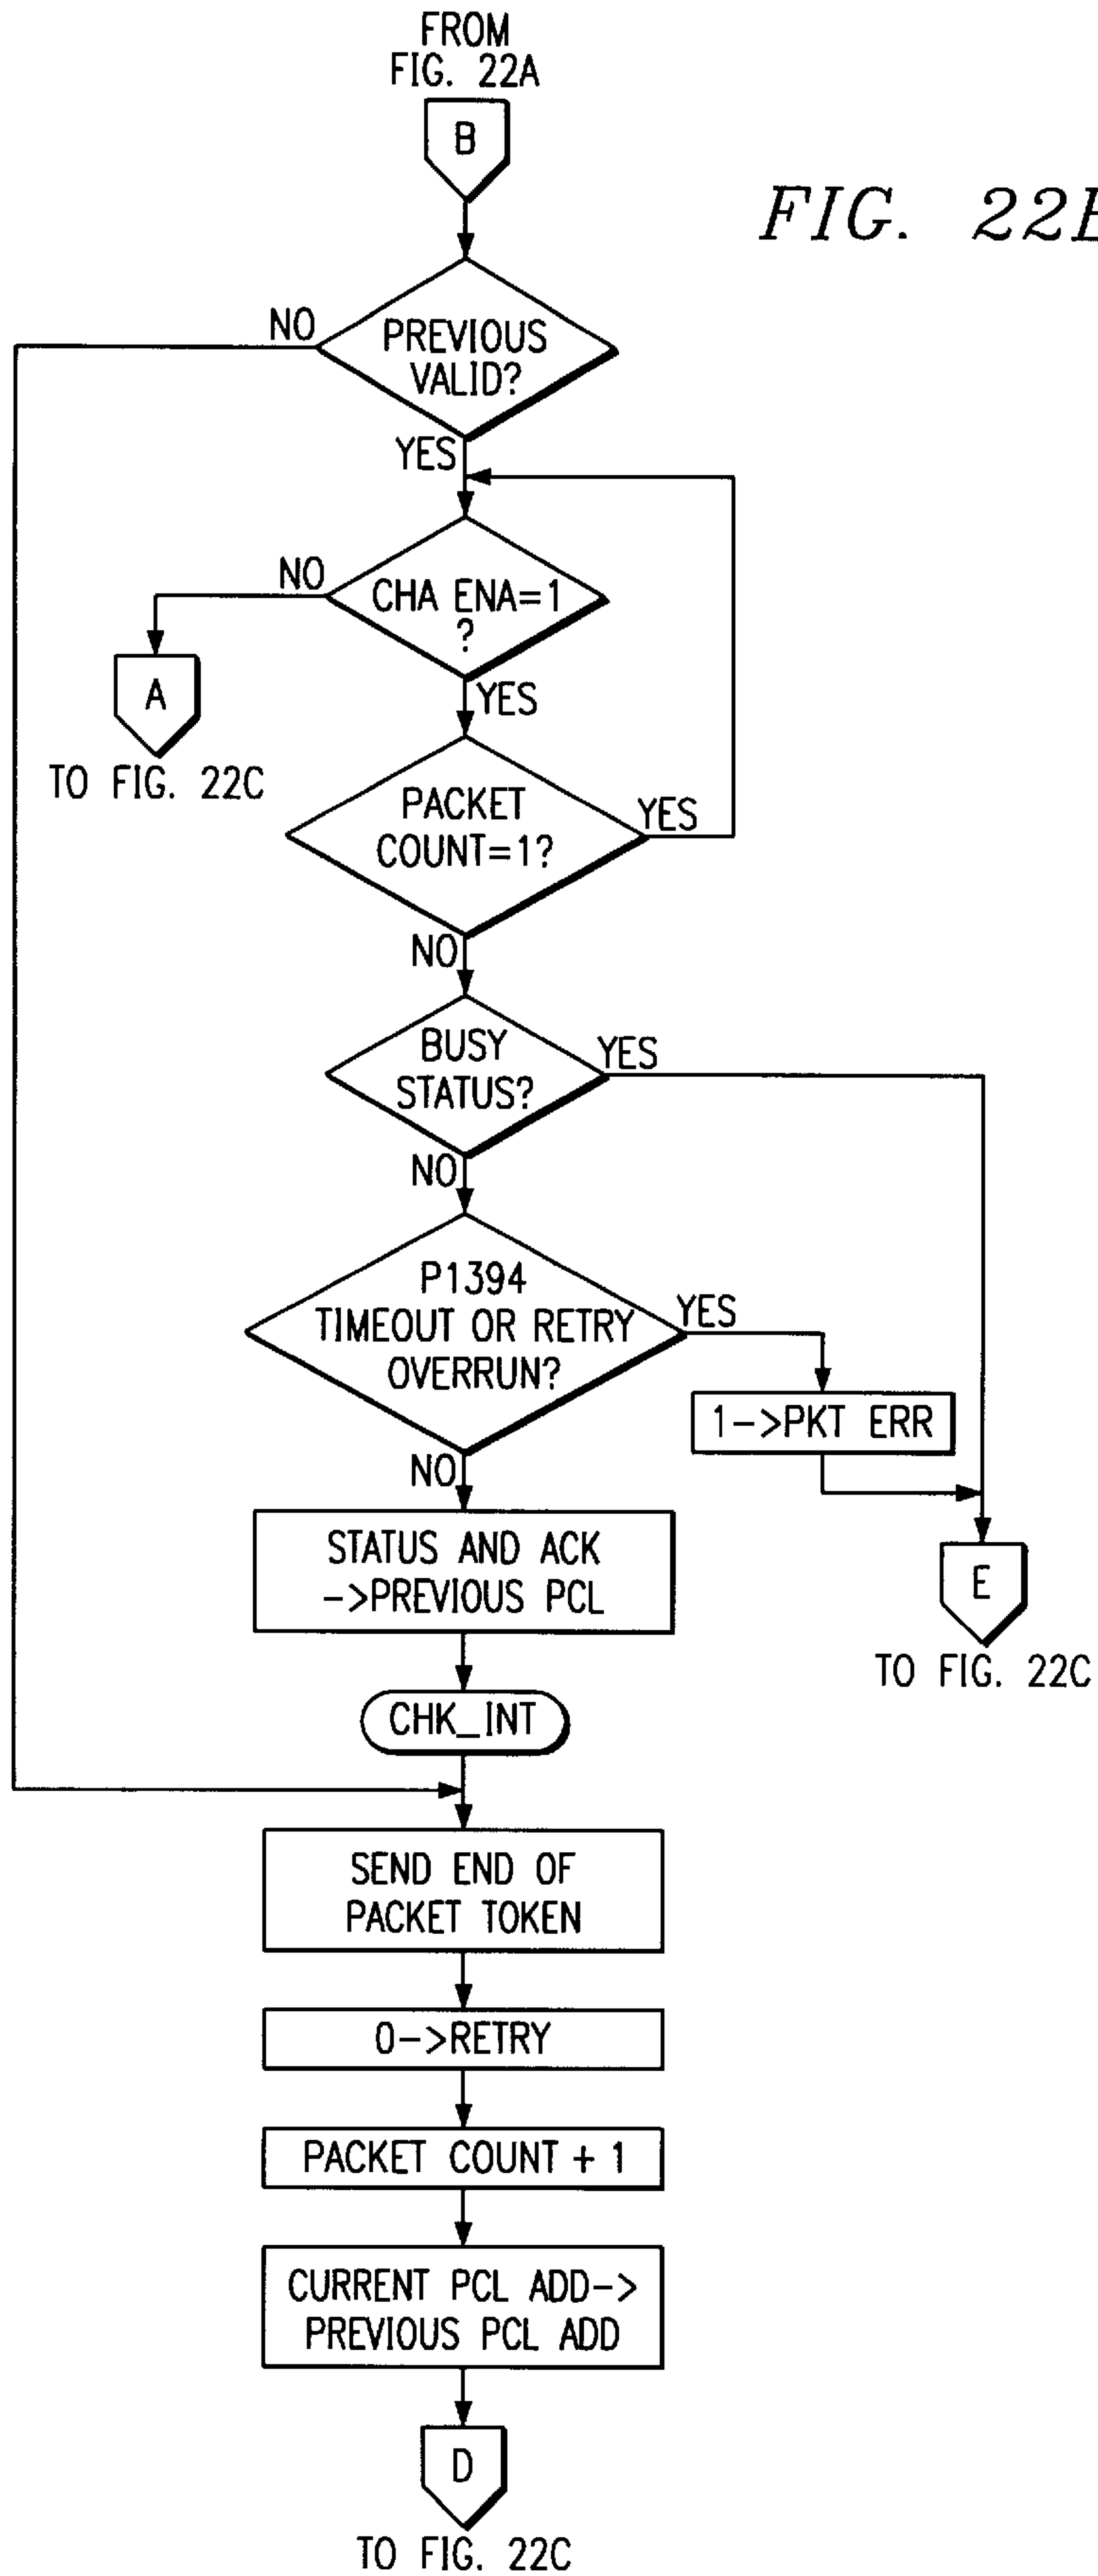 FROM
FIG. 22A
B
FIG. 22B
NO
PREVIOUS
VALID?
YES
NO
CHA ENA=1
?
YES
A
TO FIG. 22C
PACKET
COUNT=1?
YES
NO
BUSY
STATUS?
YES
NO
P1394
TIMEOUT OR RETRY
OVERRUN?
YES
1->PKT ERR
NO
STATUS AND ACK
->PREVIOUS PCL
E
TO FIG. 22C
CHK_INT
SEND END OF
PACKET TOKEN
0->RETRY
PACKET COUNT + 1
CURRENT PCL ADD->
PREVIOUS PCL ADD
D
TO FIG. 22C